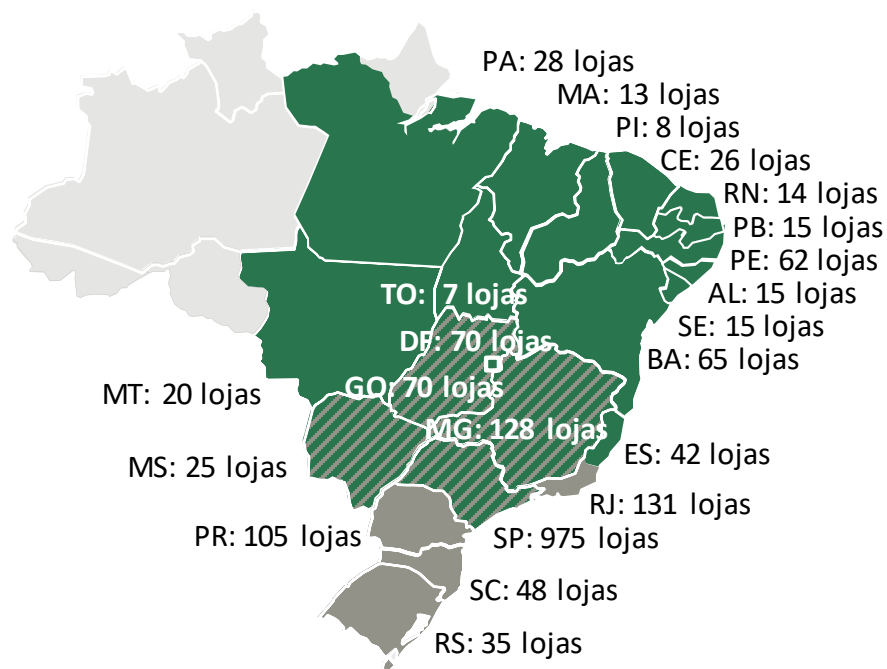 PA: 28 lojas
MA: 13 lojas
PI: 8 lojas
CE: 26 lojas
RN: 14 lojas
PB: 15 lojas
PE: 62 lojas
TO: 7 lojas
AL: 15 lojas
SE: 15 lojas
DF: 70 lojas
BA: 65 lojas
GO: 70 lojas
MT: 20 lojas
MG: 128 lojas
ES: 42 lojas
MS: 25 lojas
RJ: 131 lojas
PR: 105 lojas
SP: 975 lojas
SC: 48 lojas
RS: 35 lojas